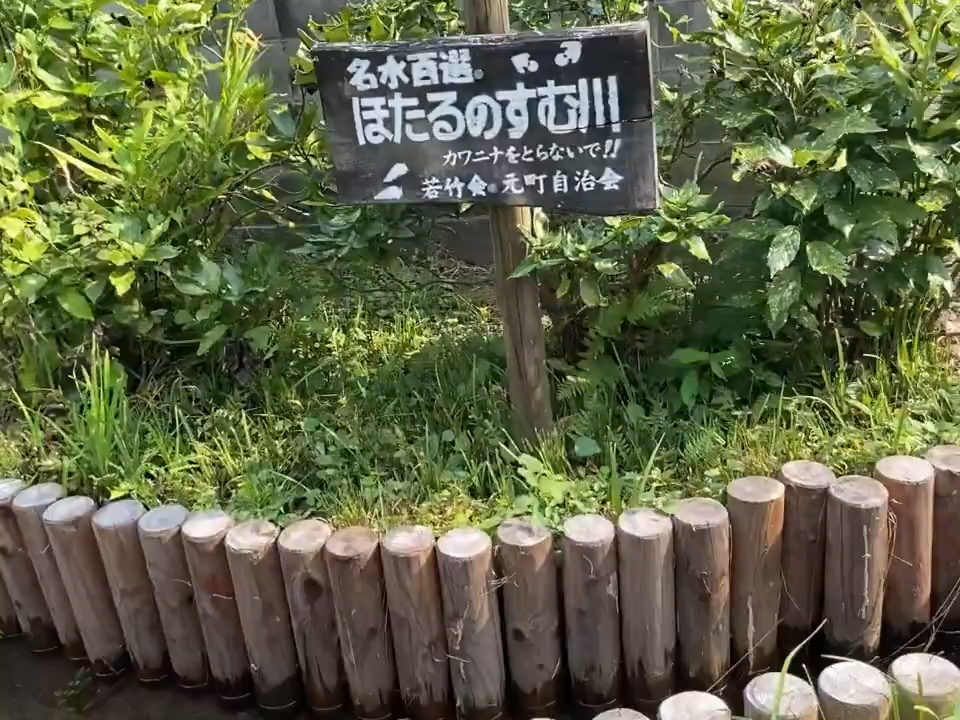 名水百選
ほたるのすむ川
カワニナをとらないで!!
若竹会 元町自治会